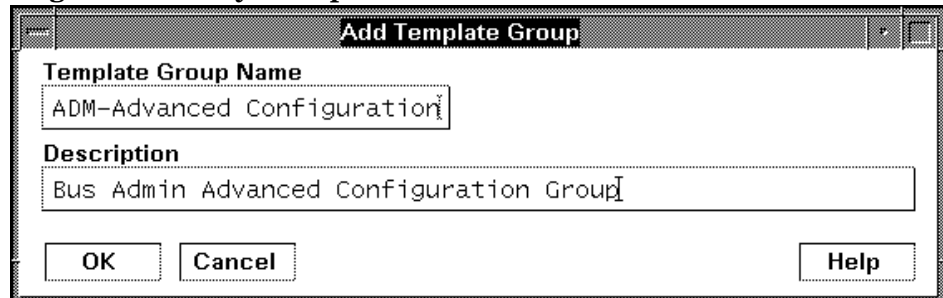 Add Template Group
Template Group Name
ADM-Advanced Configuration
Description
Bus Admin Advanced Configuration Group
OK Cancel Help